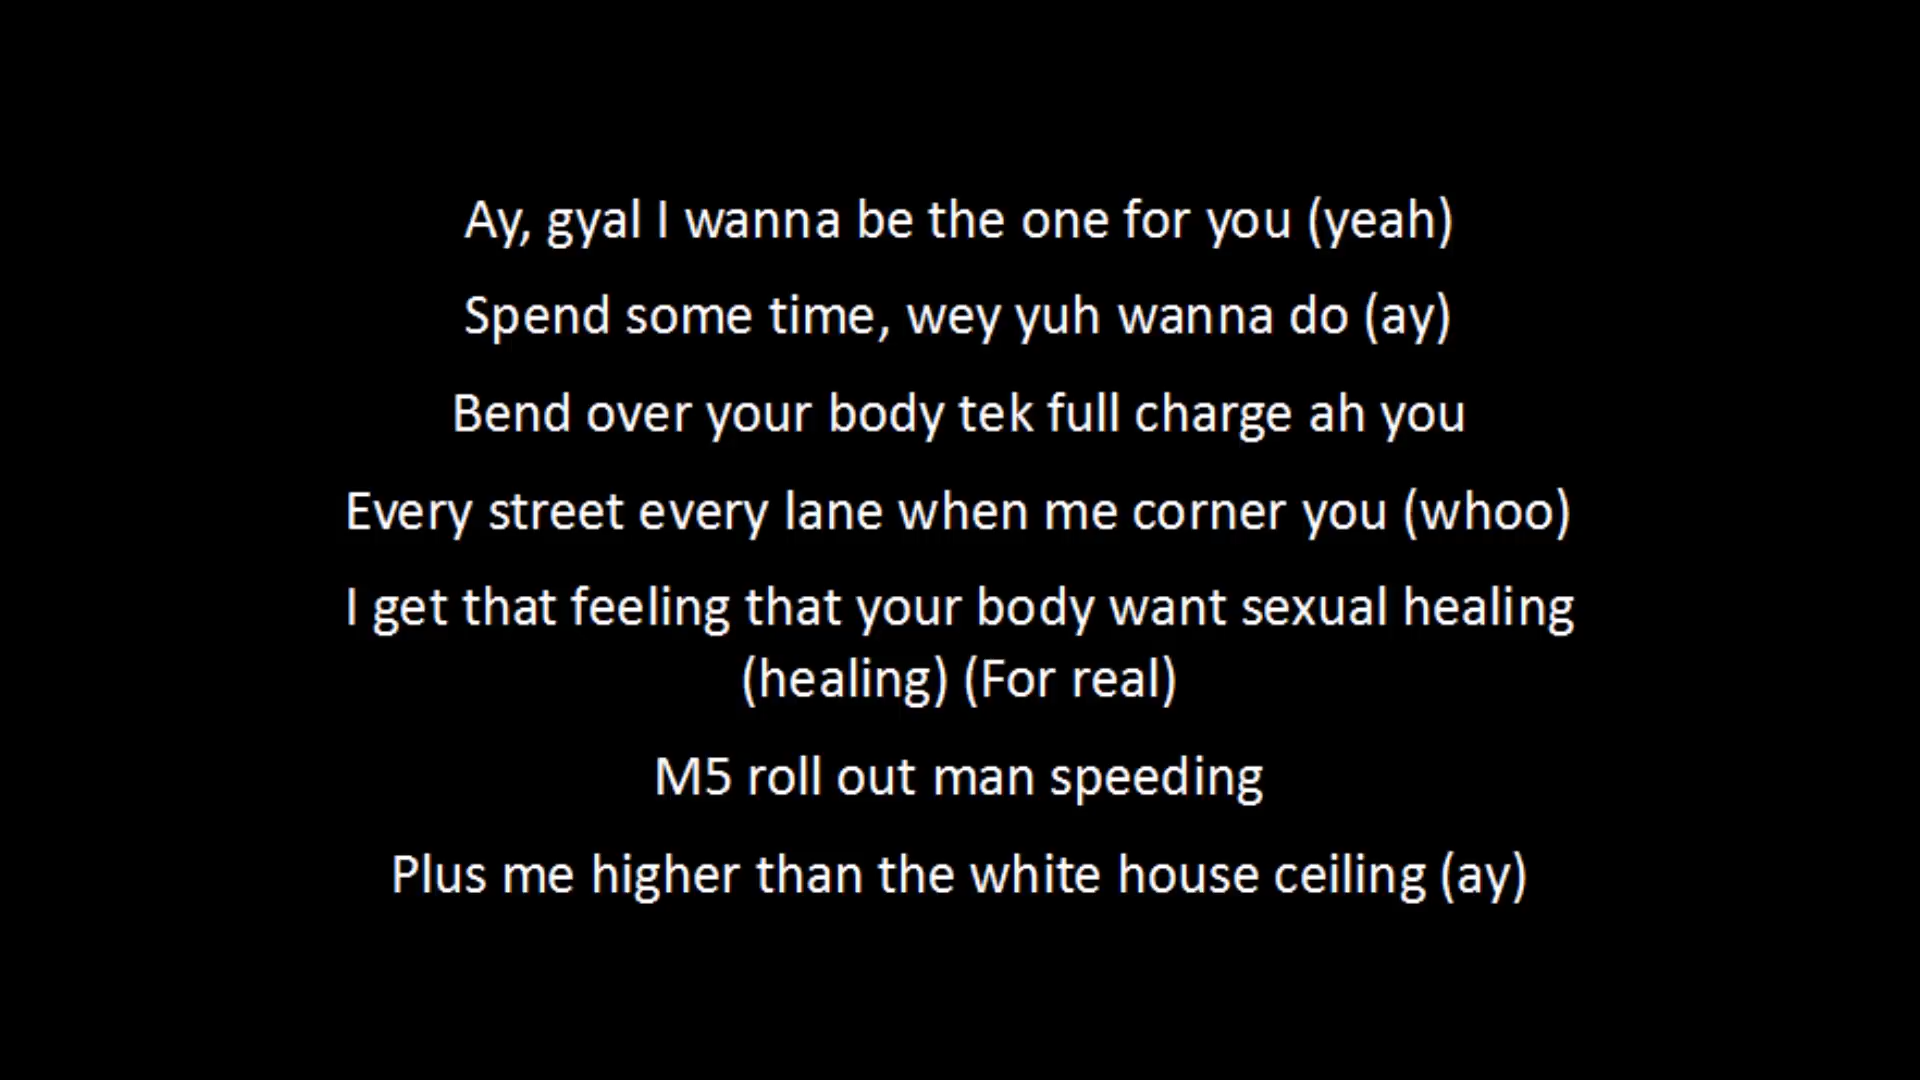 Ay, gyal I wanna be the one for you (yeah)
Spend some time, wey yuh wanna do (ay)
Bend over your body tek full charge ah you
Every street every lane when me corner you (whoo)
I get that feeling that your body want sexual healing
(healing) (For real)
M5 roll out man speeding
Plus me higher than the white house ceiling (ay)